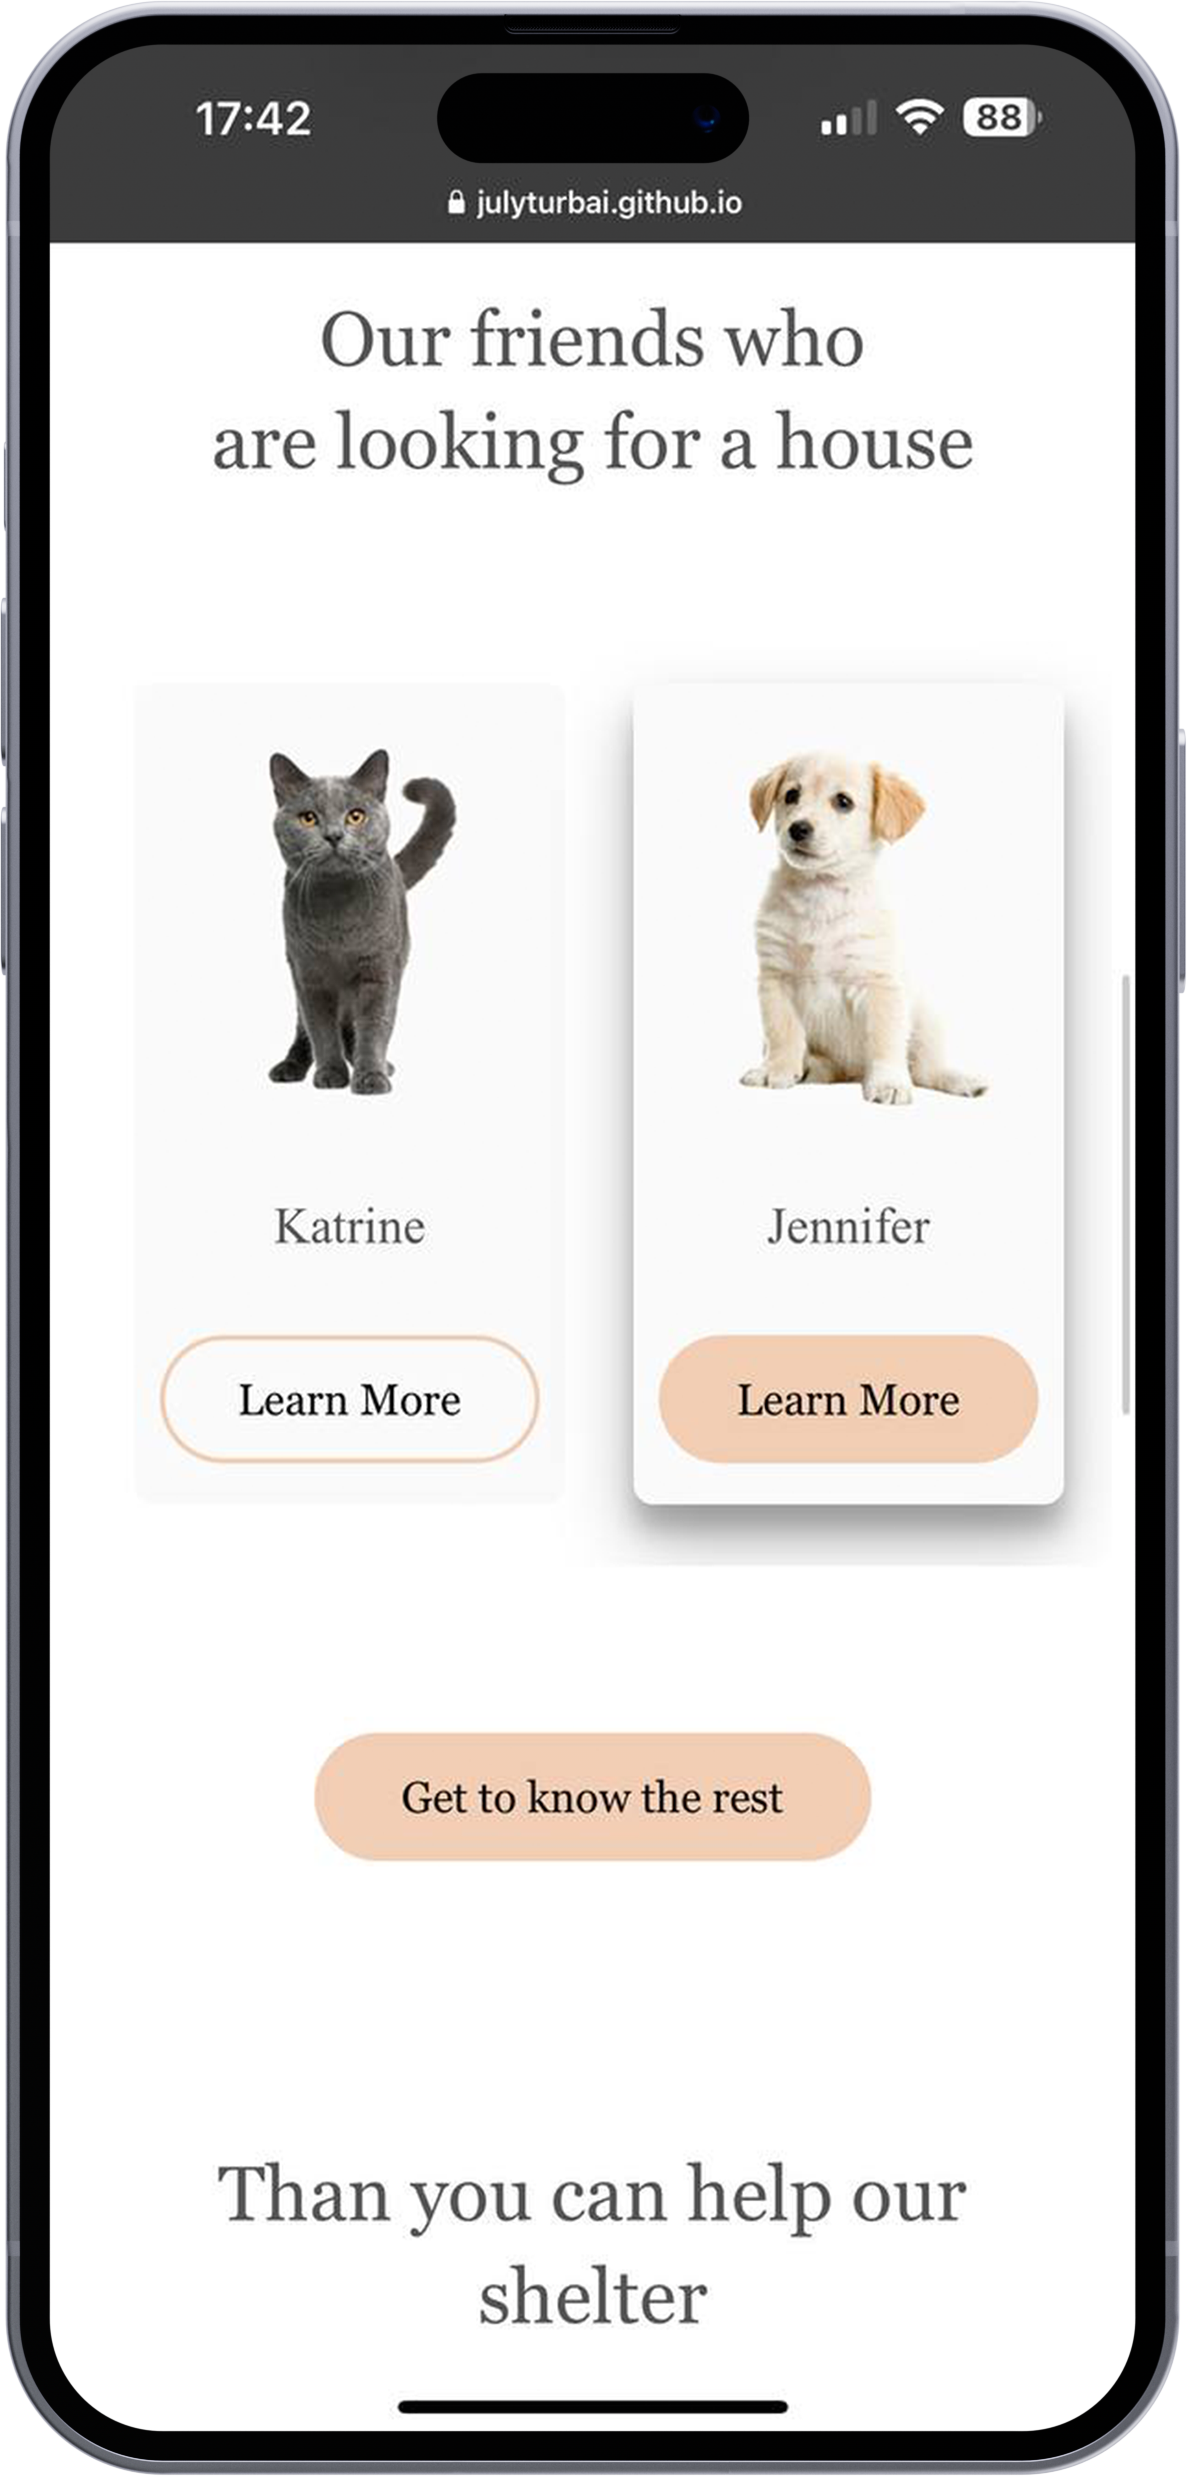 17:42
88
julyturbai.github.io
Our friends who
are looking for a house
Katrine
Jennifer
Learn More
Learn More
Get to know the rest
Than you can help our
shelter